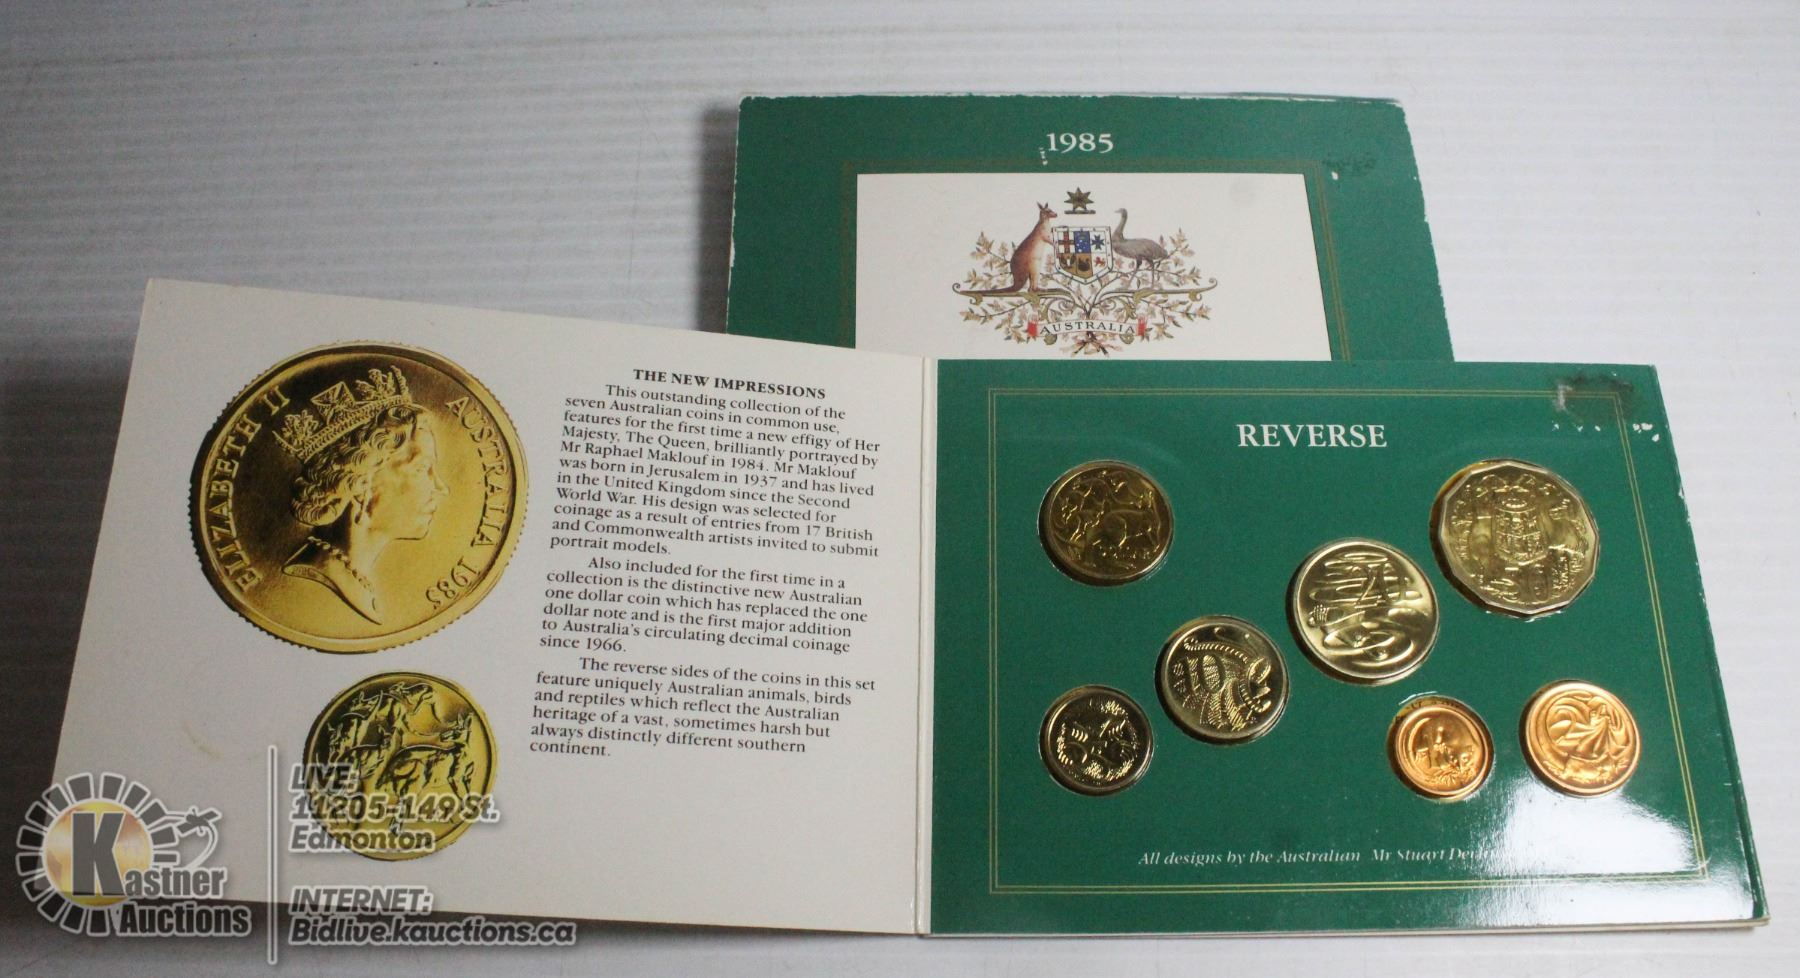 1985
AUSTRALIA
ELIZABETH II
AUSTRALIA 1985
THE NEW IMPRESSIONS
This outstanding collection of the
seven Australian coins in common use,
features for the first time a new effigy of Her
Majesty, The Queen, brilliantly portrayed by
Mr Raphael Maklouf in 1984. Mr Maklouf
was born in Jerusalem in 1937 and has lived
in the United Kingdom since the Second
World War. His design was selected for
coinage as a result of entries from 17 British
and Commonwealth artists invited to submit
portrait models.
Also included for the first time in a
collection is the distinctive new Australian
one dollar coin which has replaced the one
dollar note and is the first major addition
to Australia's circulating decimal coinage
since 1966.
The reverse sides of the coins in this set
feature uniquely Australian animals, birds
and reptiles which reflect the Australian
heritage of a vast, sometimes harsh but
always distinctly different southern
continent.
REVERSE
All designs by the Australian Mr Stuart
Kastner
Auctions
LIVE:
11205-149 St.
Edmonton
INTERNET:
Bidlive.kauctions.ca